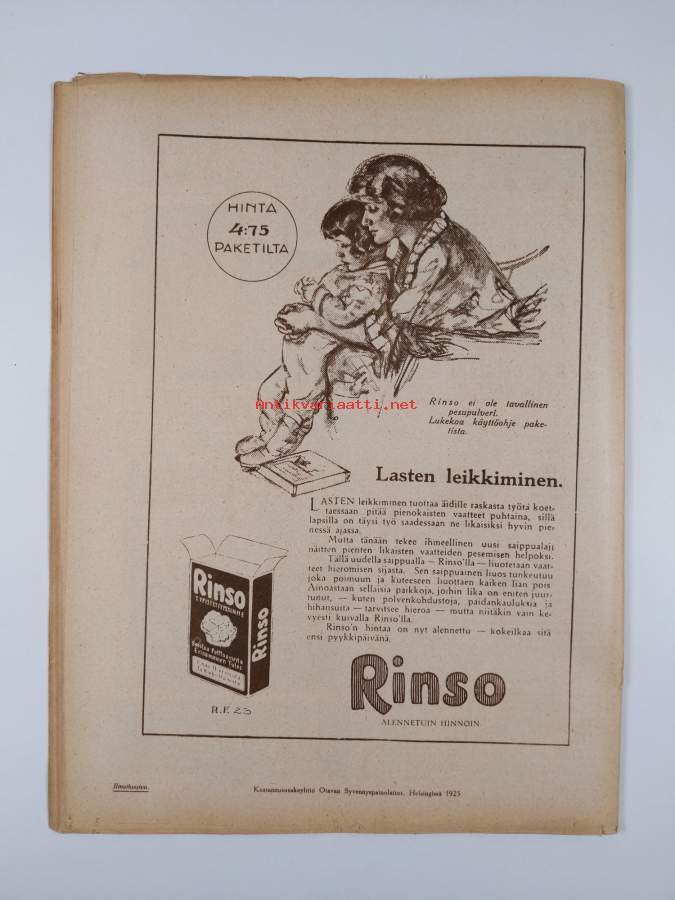 HINTA
4:75
PAKETILTA
Antikvariaatti.net
Rinso ei ole tavallinen
pesupulveri.
Lukekaa käyttöohje pake-
tista.
Lasten leikkiminen.
LASTEN leikkiminen tuottaa äidille raskasta työtä koet-
taessaan pitää pienokaisten vaatteet puhtaina, sillä
lapsilla on täysi työ saadessaan ne likaisiksi hyvin pie-
nessä ajassa.
Mutta tänään tekee ihmeellinen uusi saippualaji
näitten pienten likaisten vaatteiden pesemisen helpoksi.
Tällä uudella saippualla — Rinso'lla — liuotetaan vaat-
teet hieromisen sijasta. Sen saippuainen liuos tunkeutuu
joka poimuun ja kuteeseen liuottaen kaiken lian pois.
Ainoastaan sellaisia paikkoja, joihin lika on eniten juur-
tunut, — kuten polvenkohdustoja, paidankauluksia ja
hihansuita — tarvitsee hieroa — mutta niitäkin vain ke-
vyesti kuivalla Rinso'lla.
Rinso'n hintaa on nyt alennettu — kokeilkaa sitä
ensi pyykkipäivänä.
Rinso
Rinso
R.F. 23
Rinso
ALENNETUIN HINNOIN
Ilmoitussivu.
Kustannusosakeyhtiö Otavan Syvennyspainolaitos, Helsingissä 1925